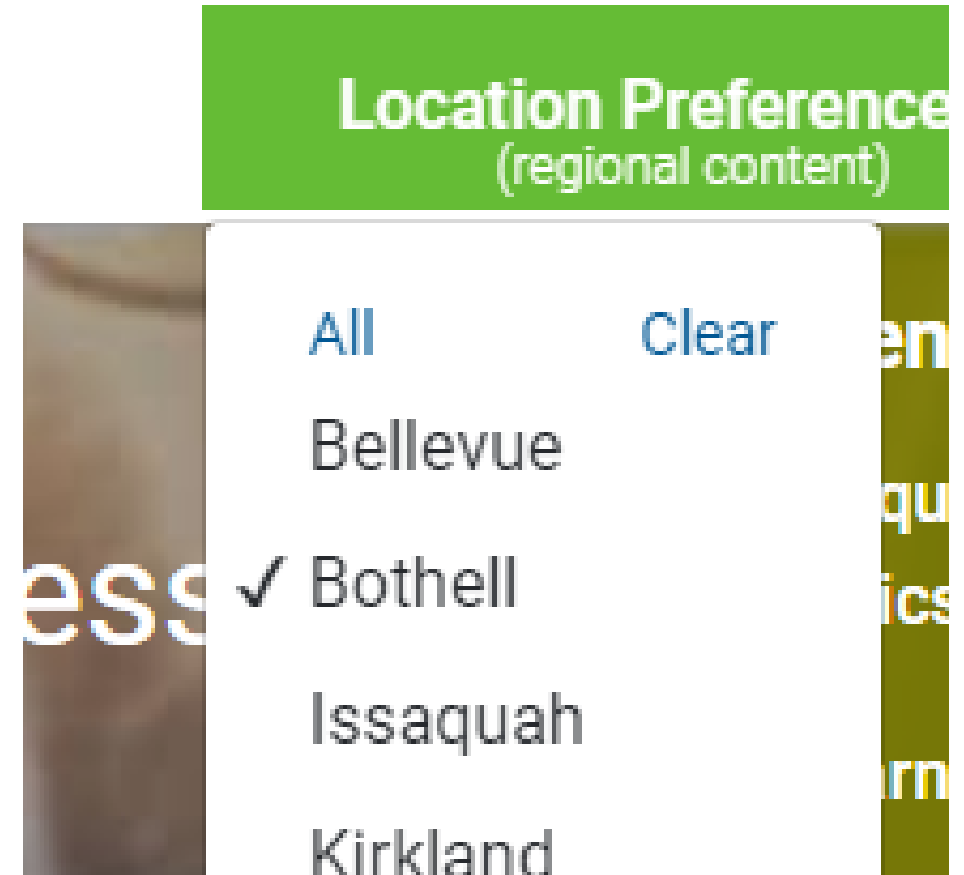 Location Preference
(regional content)
All Clear
Bellevue
✓ Bothell
Issaquah
Kirkland